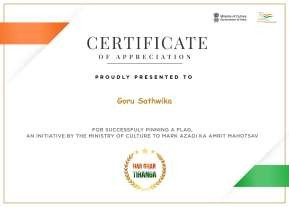 Ministry of Culture
Government of India
CERTIFICATE
OF APPRECIATION
PROUDLY PRESENTED TO
Goru Sathwika
FOR SUCCESSFULY PINNING A FLAG,
AN INITIATIVE BY THE MINISTRY OF CULTURE TO MARK AZADI KA AMRIT MAHOTSAV
HAR GHAR
TIRANGA